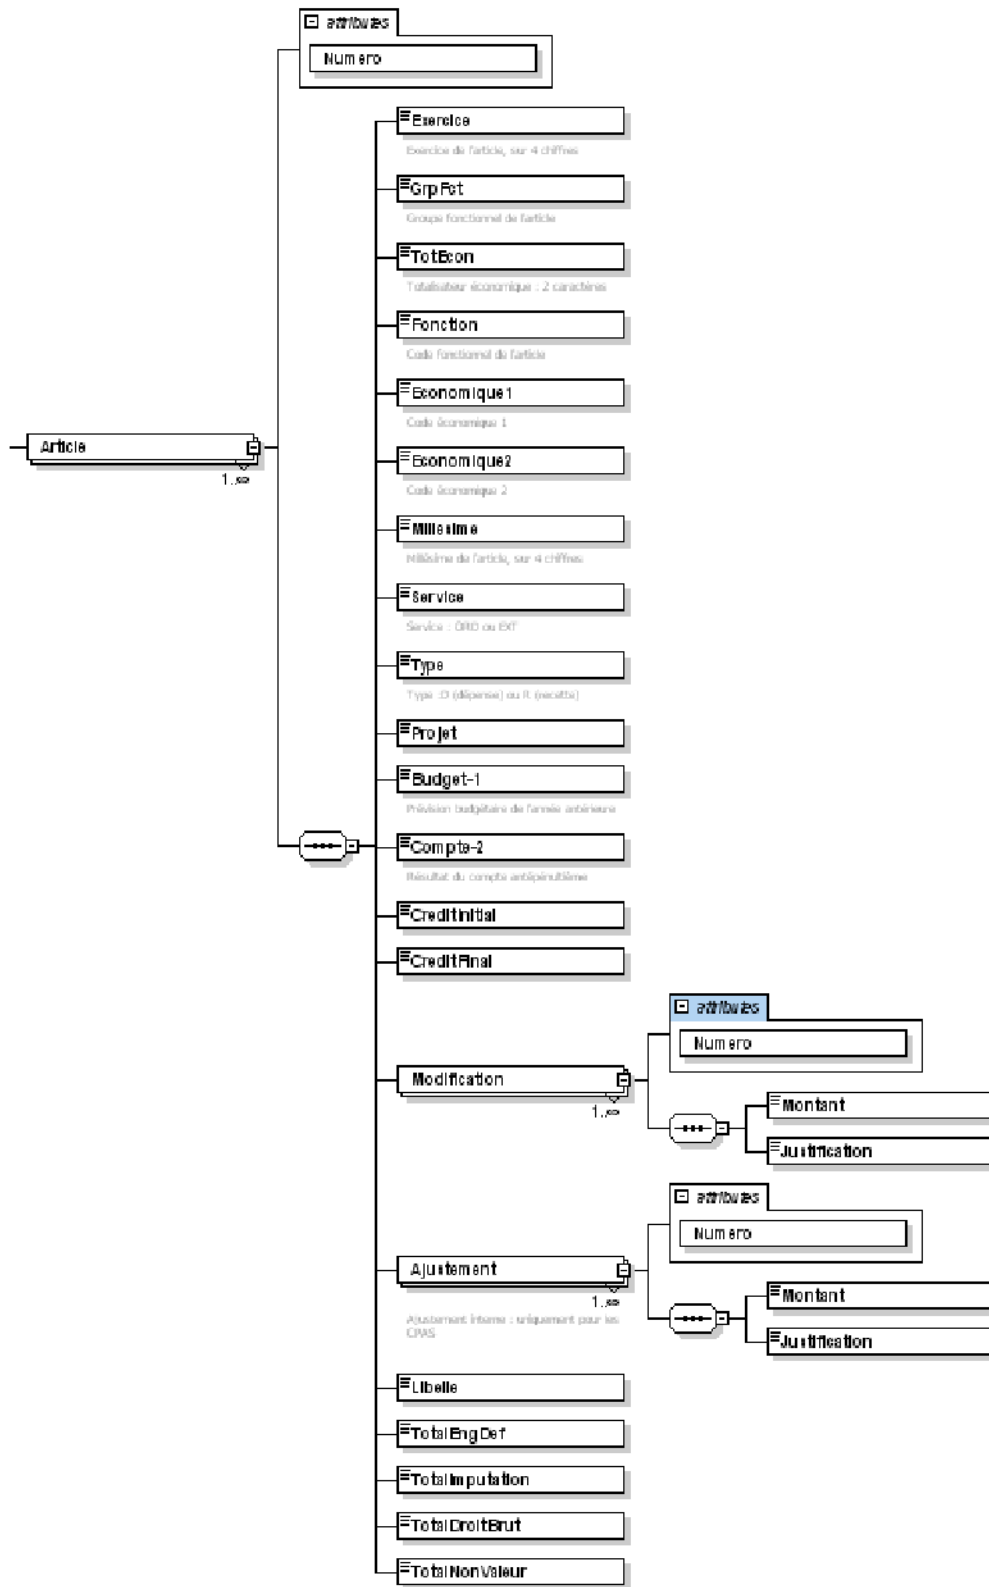 attributes
Numero
Exercice
Exercice de l'article, sur 4 chiffres
GrpFct
Groupe fonctionnel de l'article
TotEcon
Totalisateur économique : 2 caractères
Fonction
Code fonctionnel de l'article
Economique1
Code économique 1
Article
1..∞
Economique2
Code économique 2
Millesime
Millésime de l'article, sur 4 chiffres
Service
Service : ORD ou EXT
Type
Type :D (dépense) ou R (recette)
Projet
Budget-1
Prévision budgétaire de l'année antérieure
Compte-2
Résultat du compte antépénultième
CreditInitial
CreditFinal
attributes
Numero
Modification
1..∞
Montant
Justification
attributes
Numero
Ajustement
1..∞
Ajustement interne : uniquement pour les
CPAS
Montant
Justification
Libelle
TotalEngDef
TotalImputation
TotalDroitBrut
TotalNonValeur